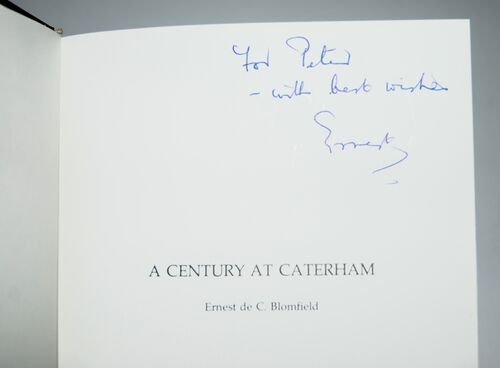 For Peter
- with best wishes
Ernest
A CENTURY AT CATERHAM
Ernest de C. Blomfield